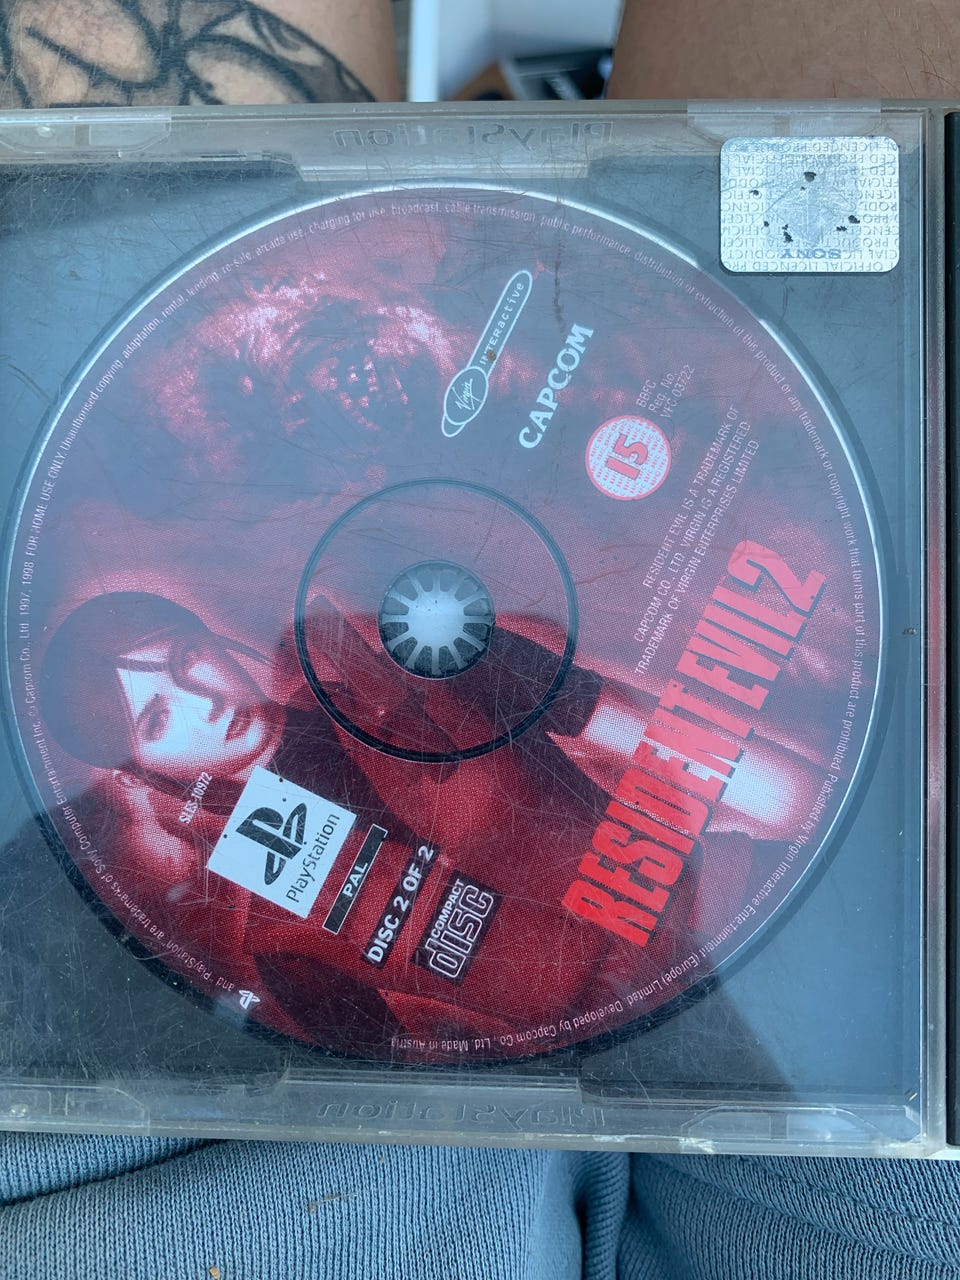 PlayStation
OFFICIAL LICENCED PRODUCT
SONY
FOR HOME USE ONLY. Unauthorised copying, adaptation, rental, lending, re-sale, arcade use, charging for use, broadcast, cable transmission, public performance, distribution or extraction of this product or any trademark or copyright work that forms part of this product are prohibited. Published by Virgin Interactive Entertainment (Europe) Limited. Developed by Capcom Co., Ltd. Made in Austria
and "PlayStation" are trademarks of Sony Computer Entertainment Inc. © Capcom Co. Ltd. 1997, 1998.
Virgin INTERactive
CAPCOM
15
BBFC
Reg. No.
RESIDENT EVIL IS A TRADEMARK OF
CAPCOM CO., LTD. VIRGIN IS A REGISTERED
TRADEMARK OF VIRGIN ENTERPRISES LIMITED
RESIDENT EVIL 2
SLES-10972
PlayStation
PAL
DISC 2 OF 2
COMPACT
disc
PlayStation